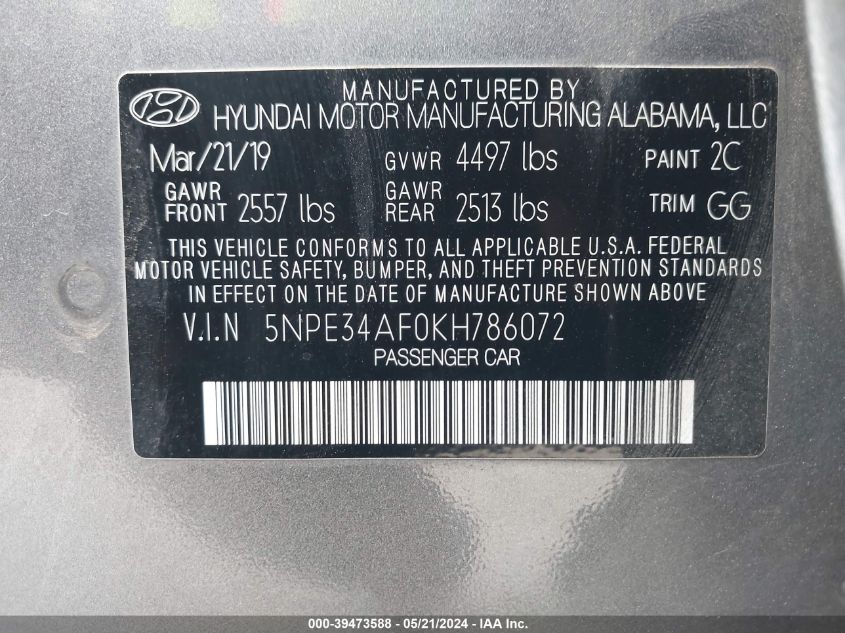 MANUFACTURED BY
HYUNDAI MOTOR MANUFACTURING ALABAMA, LLC
Mar/21/19 GVWR 4497 lbs PAINT 2C
GAWR FRONT 2557 lbs GAWR REAR 2513 lbs TRIM GG
THIS VEHICLE CONFORMS TO ALL APPLICABLE U.S.A. FEDERAL
MOTOR VEHICLE SAFETY, BUMPER, AND THEFT PREVENTION STANDARDS
IN EFFECT ON THE DATE OF MANUFACTURE SHOWN ABOVE.
V.I.N 5NPE34AF0KH786072
PASSENGER CAR
000-39473588 - 05/21/2024 - IAA Inc.